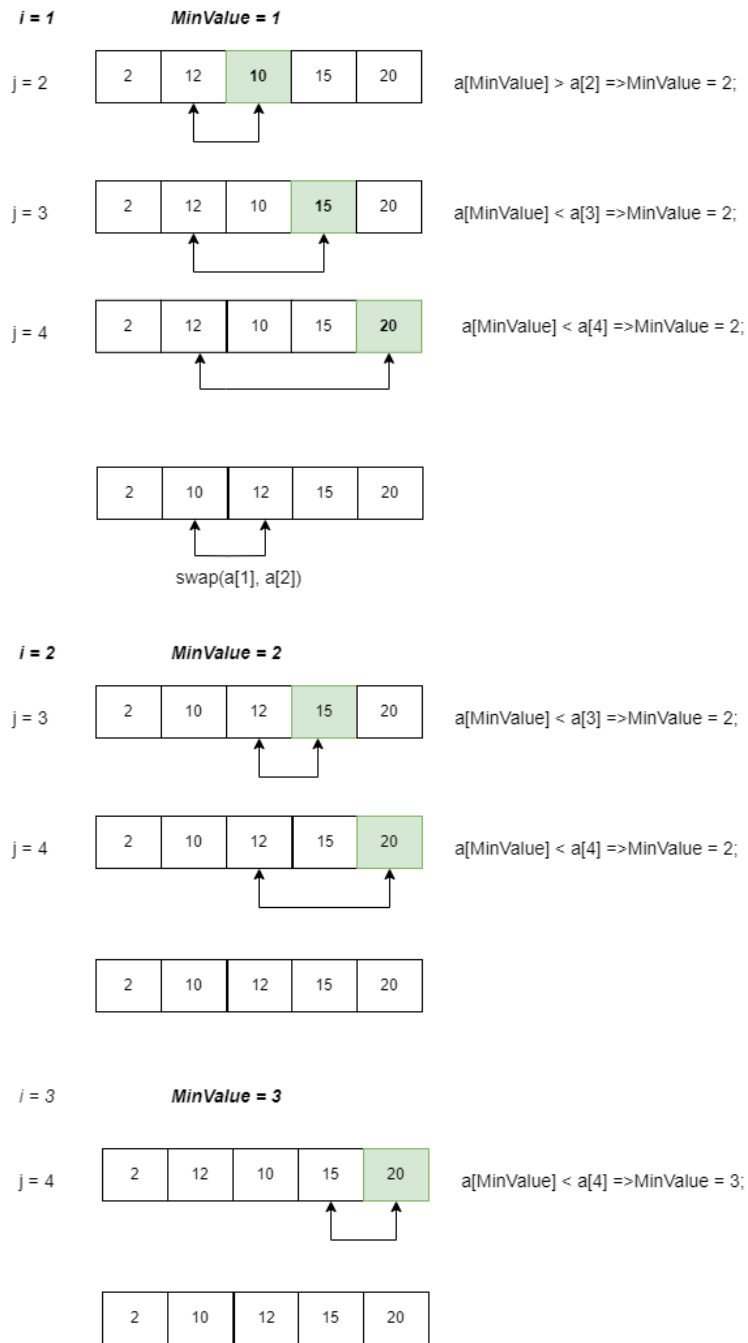 i = 1 MinValue = 1
j = 2 2 12 10 15 20 a[MinValue] > a[2] =>MinValue = 2;
j = 3 2 12 10 15 20 a[MinValue] < a[3] =>MinValue = 2;
j = 4 2 12 10 15 20 a[MinValue] < a[4] =>MinValue = 2;
2 10 12 15 20
swap(a[1], a[2])
i = 2 MinValue = 2
j = 3 2 10 12 15 20 a[MinValue] < a[3] =>MinValue = 2;
j = 4 2 10 12 15 20 a[MinValue] < a[4] =>MinValue = 2;
2 10 12 15 20
i = 3 MinValue = 3
j = 4 2 12 10 15 20 a[MinValue] < a[4] =>MinValue = 3;
2 10 12 15 20